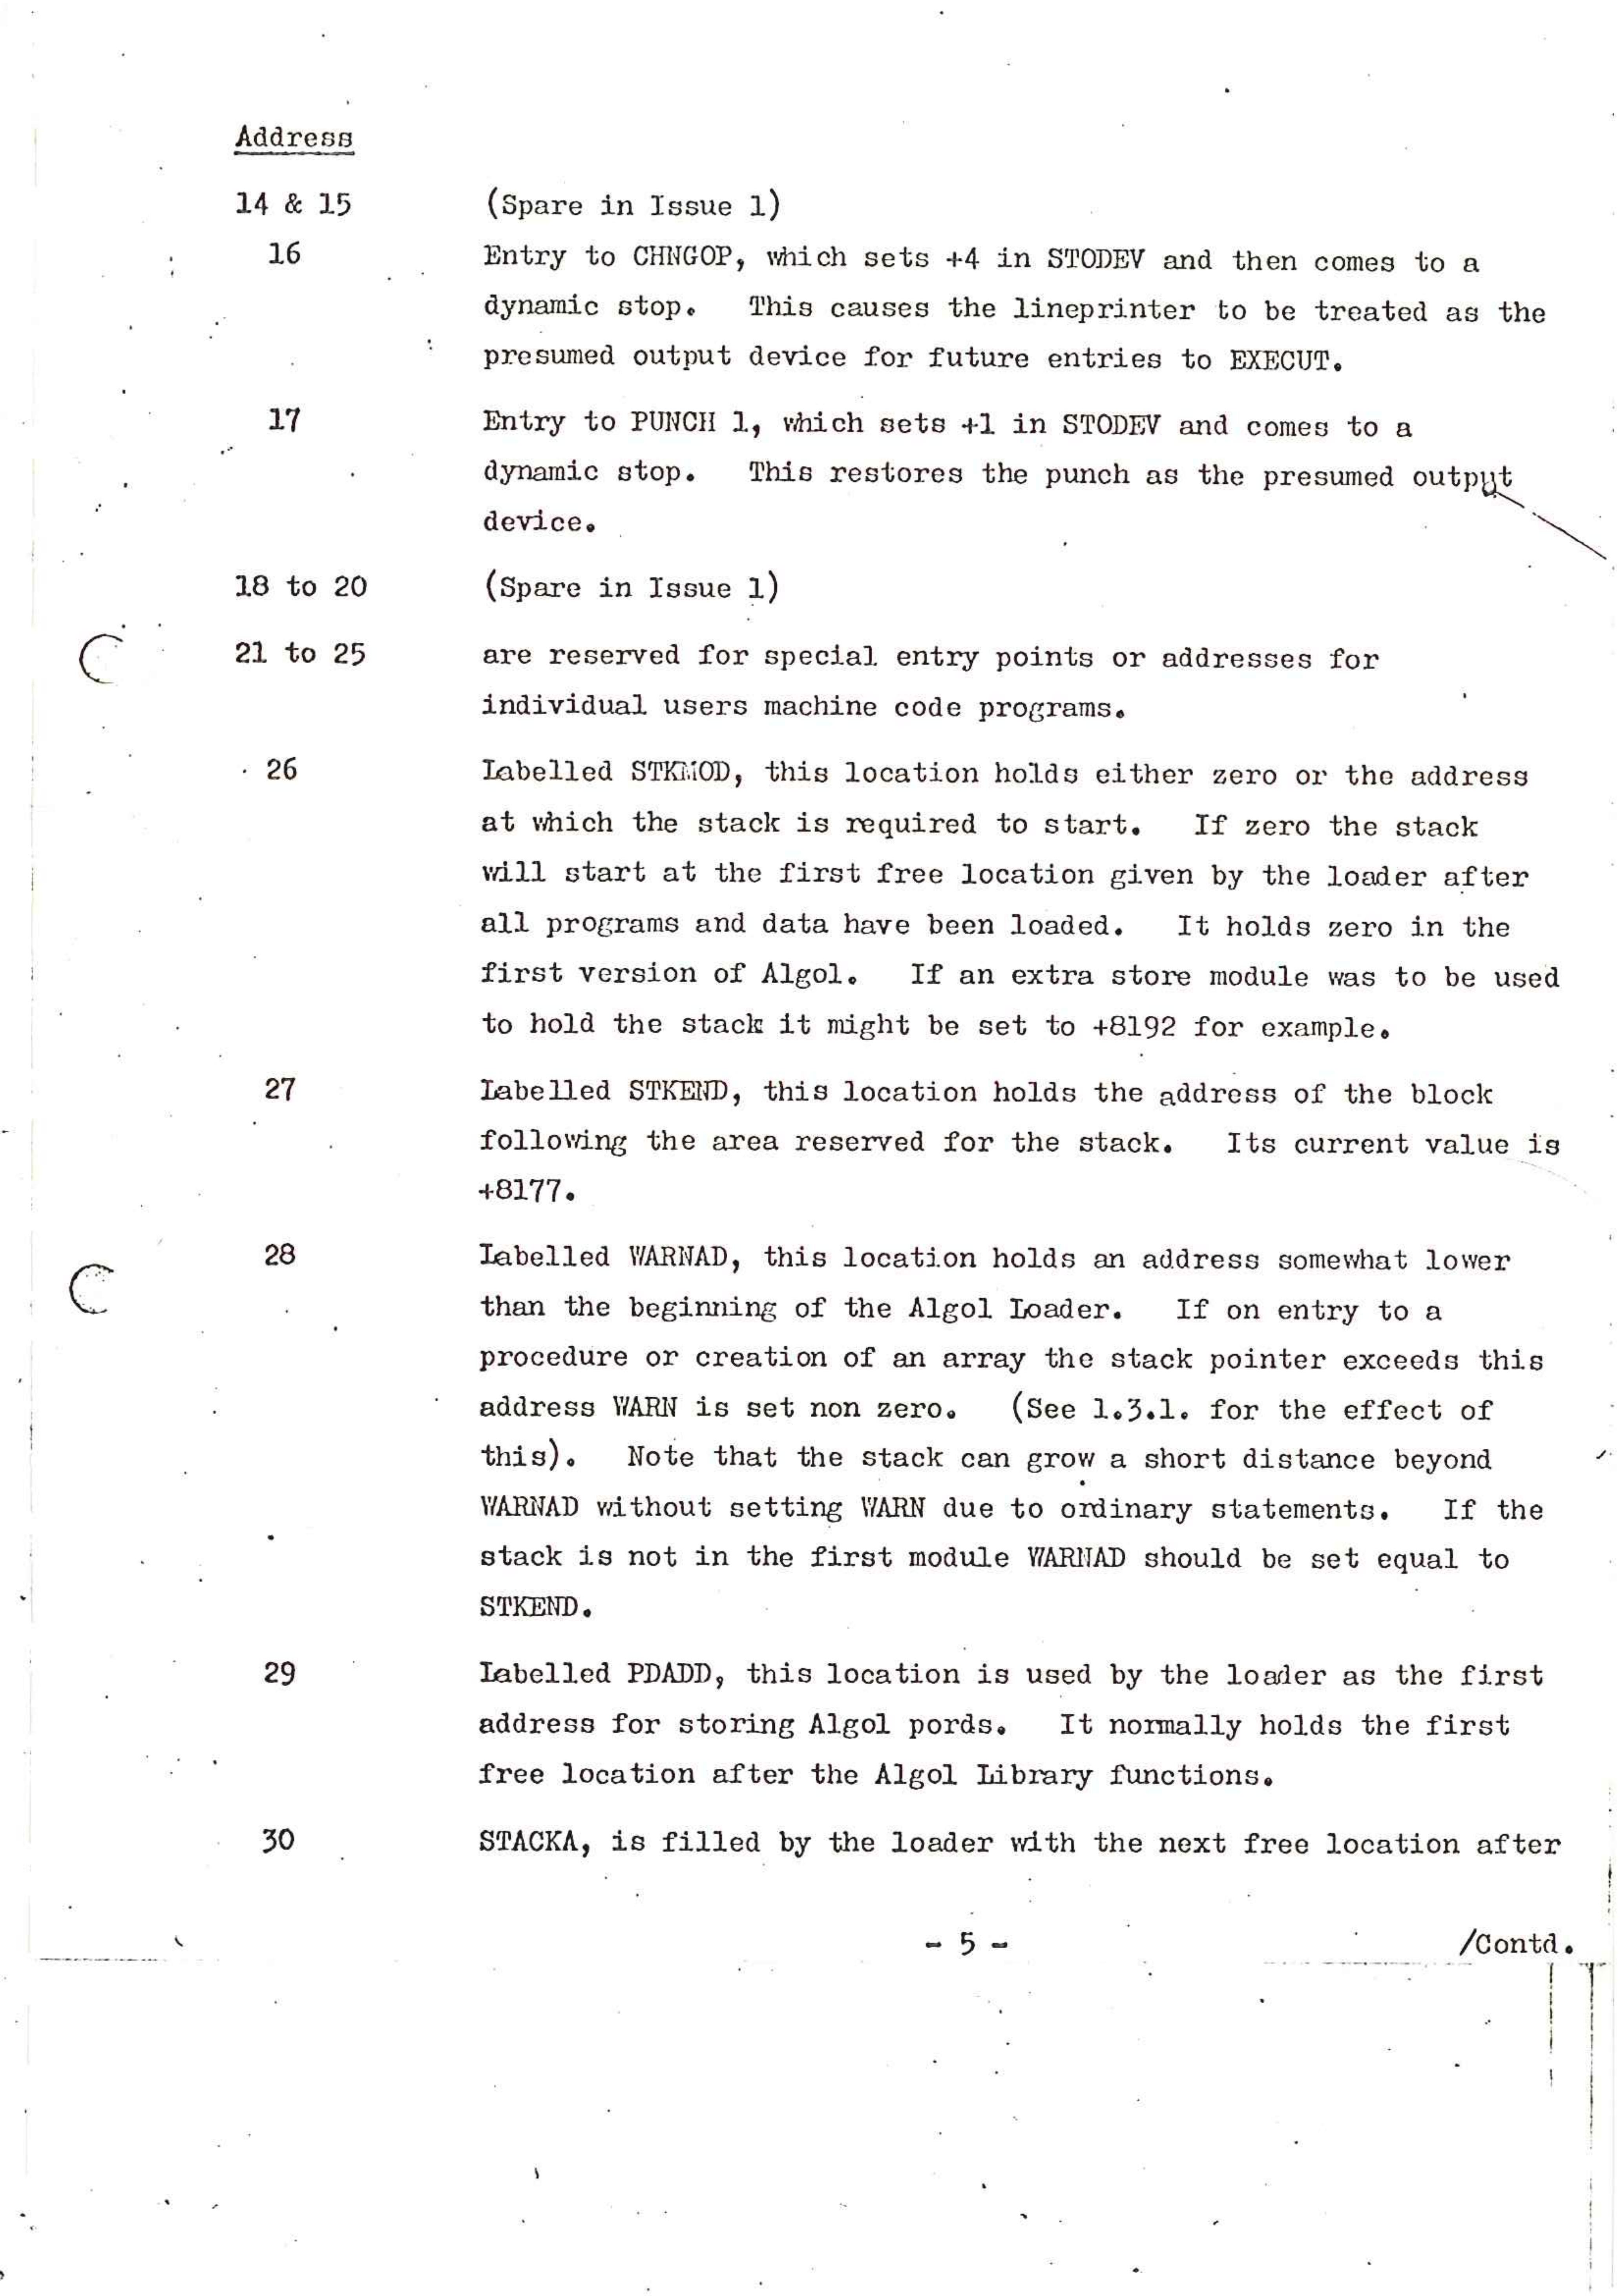 Address
14 & 15 (Spare in Issue 1)
16 Entry to CHNGOP, which sets +4 in STODEV and then comes to a
dynamic stop. This causes the lineprinter to be treated as the
presumed output device for future entries to EXECUT.
17 Entry to PUNCH 1, which sets +1 in STODEV and comes to a
dynamic stop. This restores the punch as the presumed output
device.
18 to 20 (Spare in Issue 1)
21 to 25 are reserved for special entry points or addresses for
individual users machine code programs.
26 Labelled STKMOD, this location holds either zero or the address
at which the stack is required to start. If zero the stack
will start at the first free location given by the loader after
all programs and data have been loaded. It holds zero in the
first version of Algol. If an extra store module was to be used
to hold the stack it might be set to +8192 for example.
27 Labelled STKEND, this location holds the address of the block
following the area reserved for the stack. Its current value is
+8177.
28 Labelled WARNAD, this location holds an address somewhat lower
than the beginning of the Algol Loader. If on entry to a
procedure or creation of an array the stack pointer exceeds this
address WARN is set non zero. (See 1.3.1. for the effect of
this). Note that the stack can grow a short distance beyond
WARNAD without setting WARN due to ordinary statements. If the
stack is not in the first module WARNAD should be set equal to
STKEND.
29 Labelled PDADD, this location is used by the loader as the first
address for storing Algol pords. It normally holds the first
free location after the Algol Library functions.
30 STACKA, is filled by the loader with the next free location after
- 5 - /Contd.